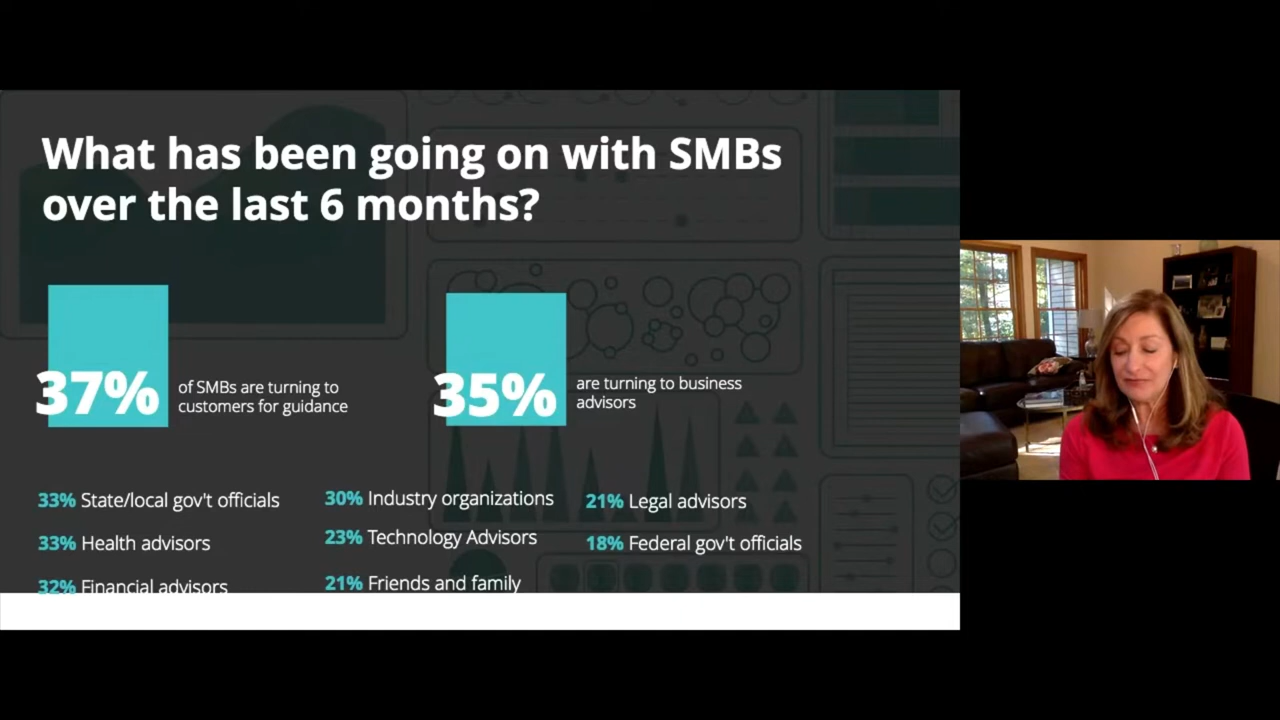 What has been going on with SMBs
over the last 6 months?
37%
of SMBs are turning to
customers for guidance
35%
are turning to business
advisors
33% State/local gov't officials
33% Health advisors
32% Financial advisors
30% Industry organizations
23% Technology Advisors
21% Friends and family
21% Legal advisors
18% Federal gov't officials